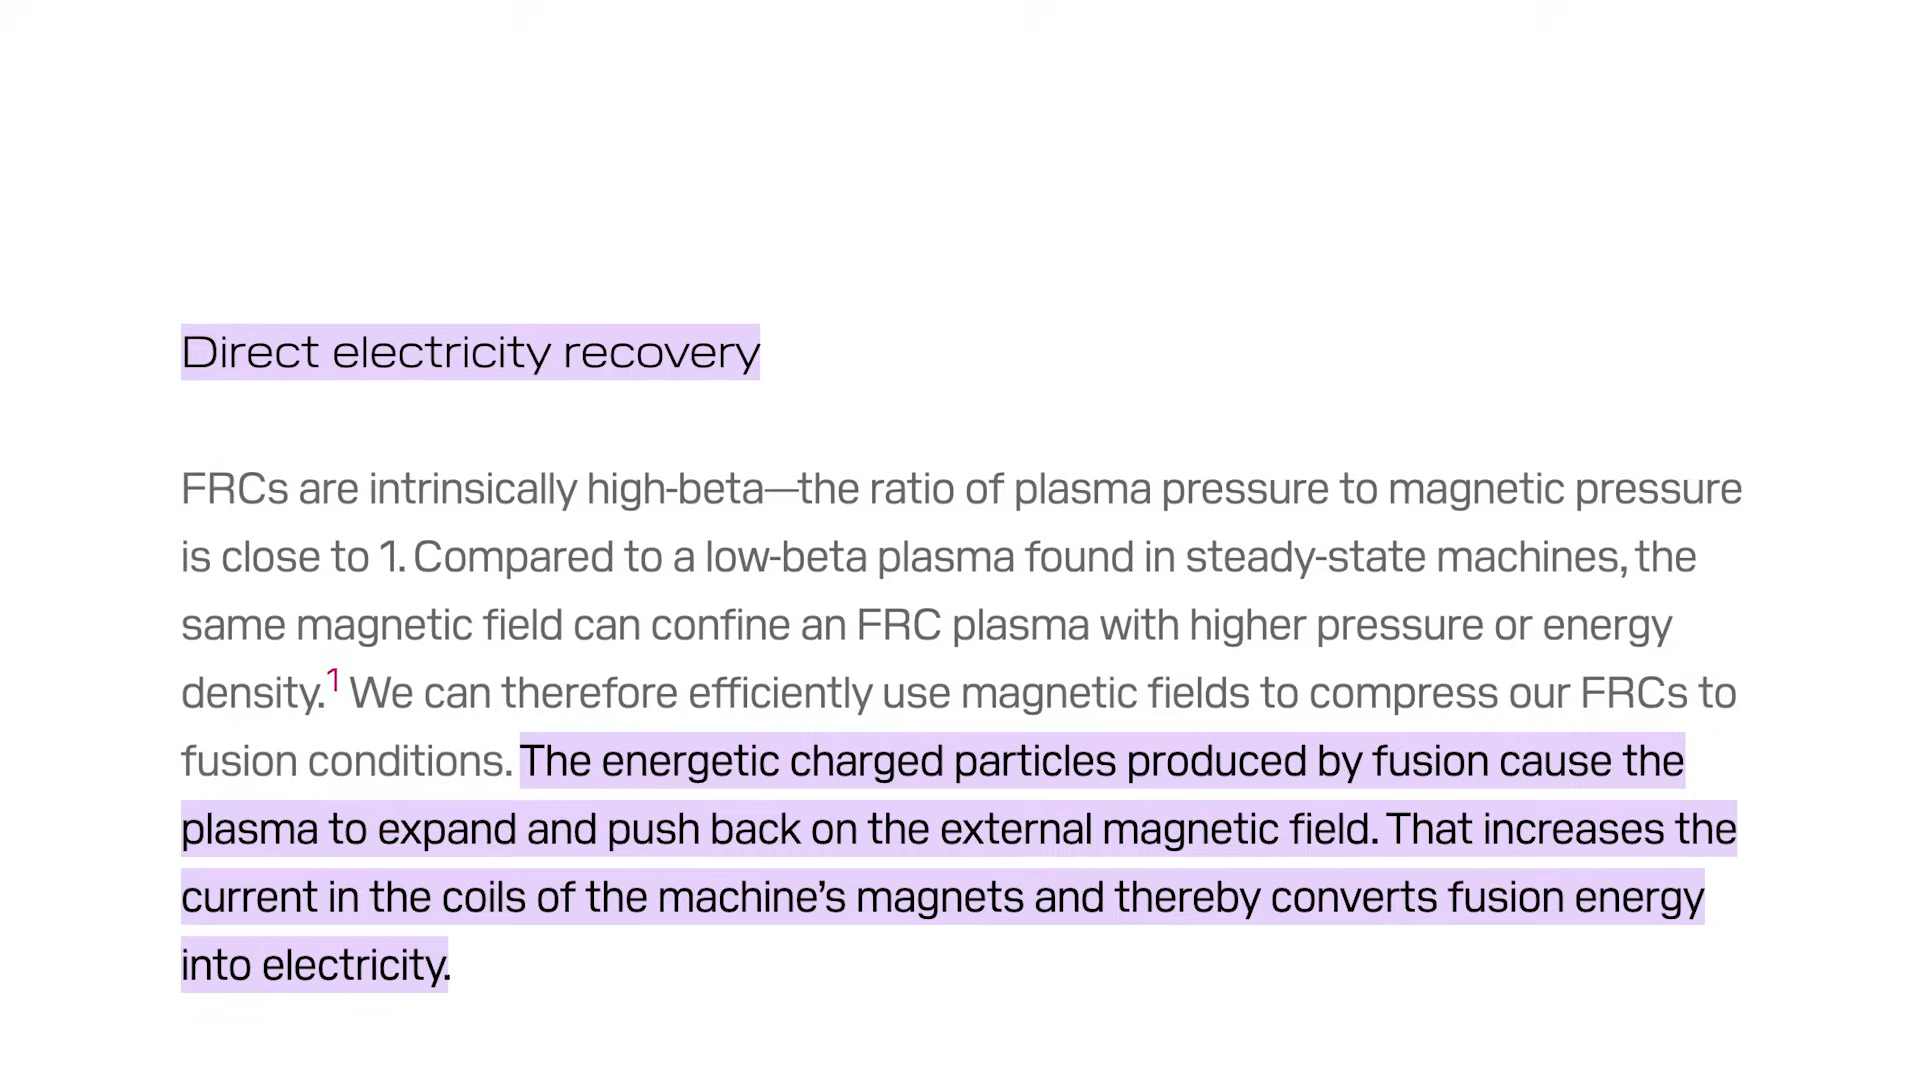 Direct electricity recovery
FRCs are intrinsically high-beta—the ratio of plasma pressure to magnetic pressure
is close to 1. Compared to a low-beta plasma found in steady-state machines, the
same magnetic field can confine an FRC plasma with higher pressure or energy
density.1 We can therefore efficiently use magnetic fields to compress our FRCs to
fusion conditions. The energetic charged particles produced by fusion cause the
plasma to expand and push back on the external magnetic field. That increases the
current in the coils of the machine’s magnets and thereby converts fusion energy
into electricity.